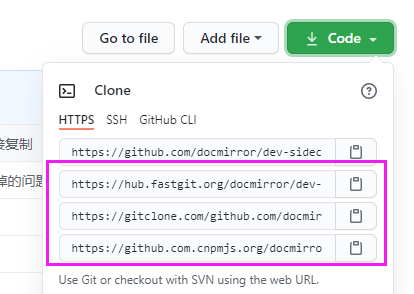 Go to file
Add file
Code
Clone
HTTPS SSH GitHub CLI
接复制
https://github.com/docmirror/dev-sidec
掉的问题
https://hub.fastgit.org/docmirror/dev-
https://gitclone.com/github.com/docmir
https://github.com.cnpmjs.org/docmirro
Use Git or checkout with SVN using the web URL.